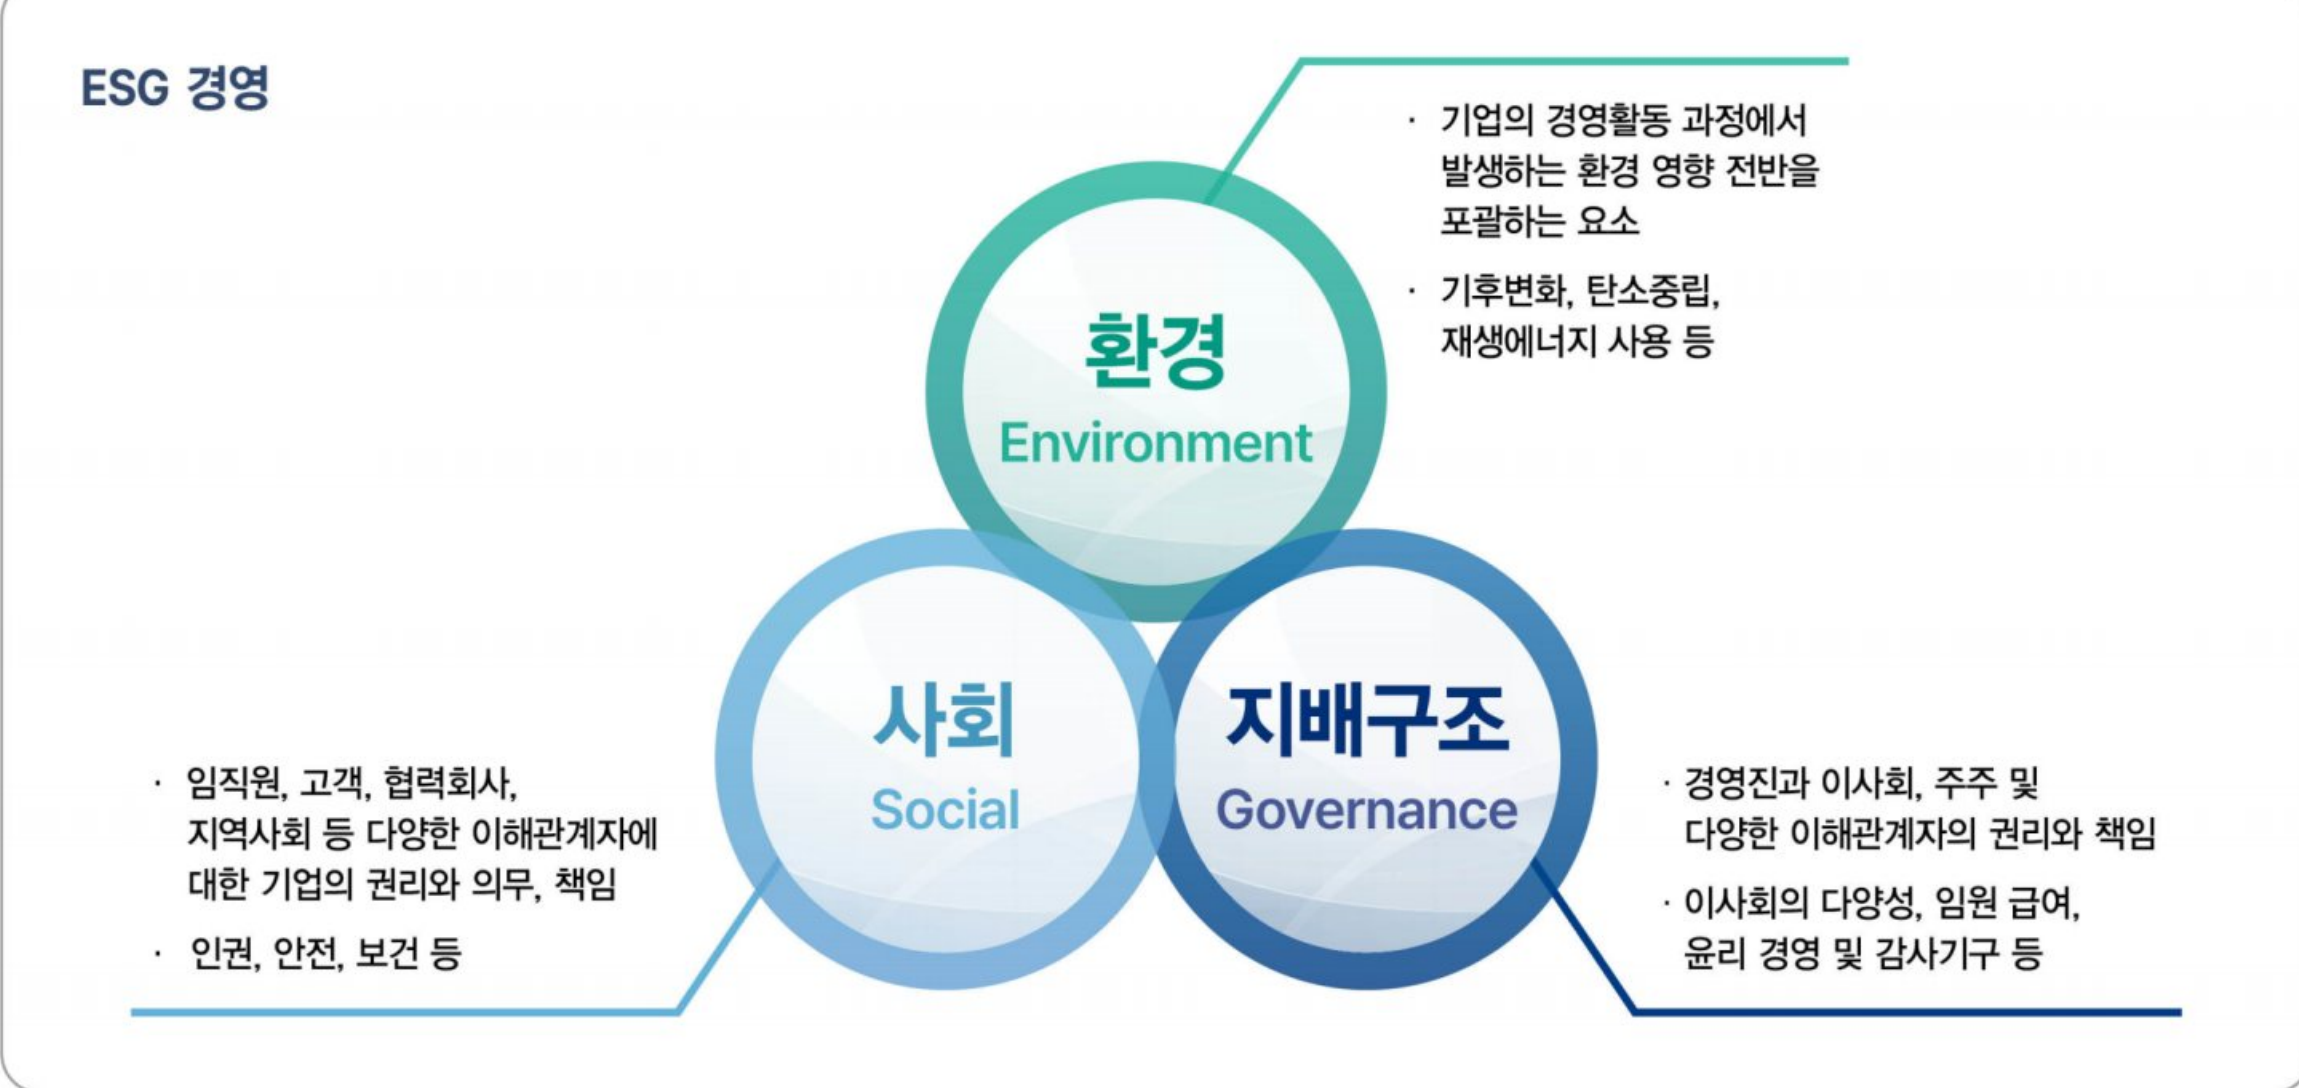 ESG 경영
· 기업의 경영활동 과정에서
발생하는 환경 영향 전반을
포괄하는 요소
· 기후변화, 탄소중립,
재생에너지 사용 등
환경
Environment
사회
Social
지배구조
Governance
· 임직원, 고객, 협력회사,
지역사회 등 다양한 이해관계자에
대한 기업의 권리와 의무, 책임
· 인권, 안전, 보건 등
· 경영진과 이사회, 주주 및
다양한 이해관계자의 권리와 책임
· 이사회의 다양성, 임원 급여,
윤리 경영 및 감사기구 등